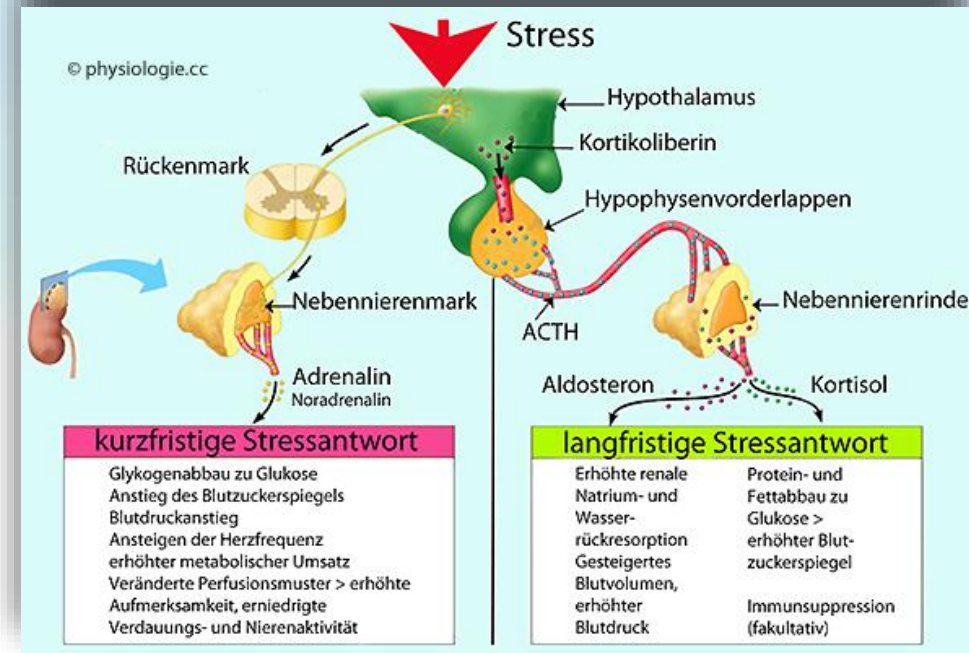 Stress
© physiologie.cc
Hypothalamus
Kortikoliberin
Rückenmark
Hypophysenvorderlappen
Nebennierenmark
Nebennierenrinde
ACTH
Adrenalin
Noradrenalin
Aldosteron
Kortisol
kurzfristige Stressantwort
Glykogenabbau zu Glukose
Anstieg des Blutzuckerspiegels
Blutdruckanstieg
Ansteigen der Herzfrequenz
erhöhter metabolischer Umsatz
Veränderte Perfusionsmuster > erhöhte
Aufmerksamkeit, erniedrigte
Verdauungs- und Nierenaktivität
langfristige Stressantwort
Erhöhte renale
Natrium- und
Wasser-
rückresorption
Gesteigertes
Blutvolumen,
erhöhter
Blutdruck
Protein- und
Fettabbau zu
Glukose >
erhöhter Blut-
zuckerspiegel
Immunsuppression
(fakultativ)